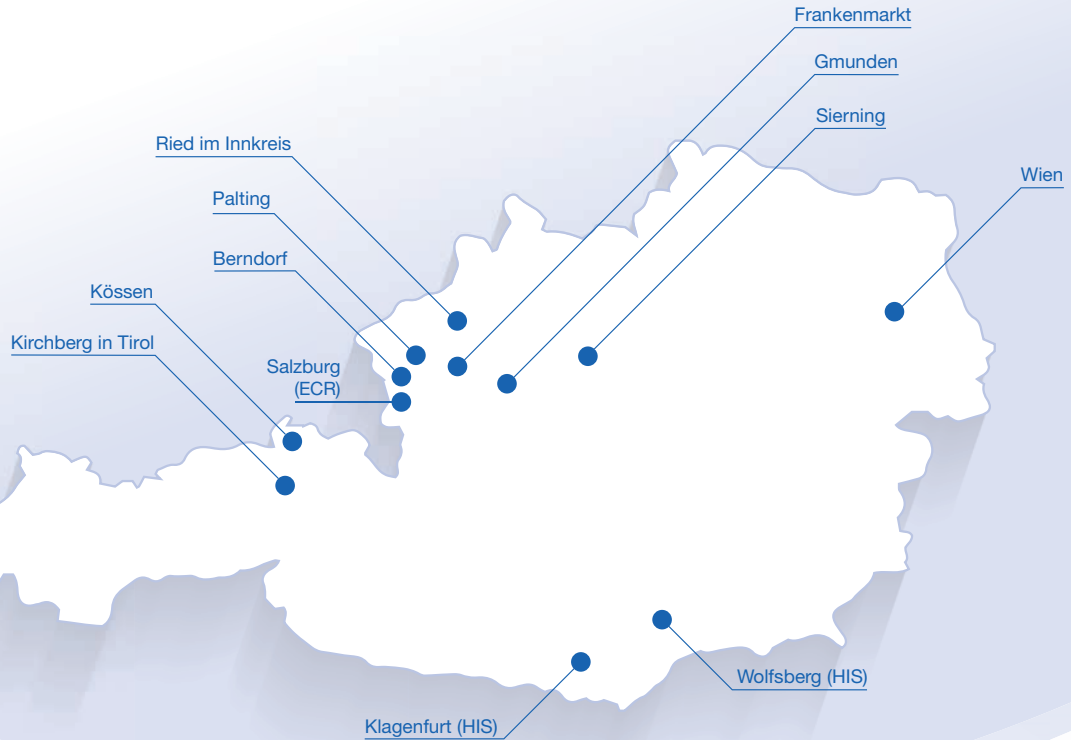 Frankenmarkt
Gmunden
Sierning
Ried im Innkreis
Wien
Palting
Berndorf
Kössen
Kirchberg in Tirol
Salzburg
(ECR)
Wolfsberg (HIS)
Klagenfurt (HIS)